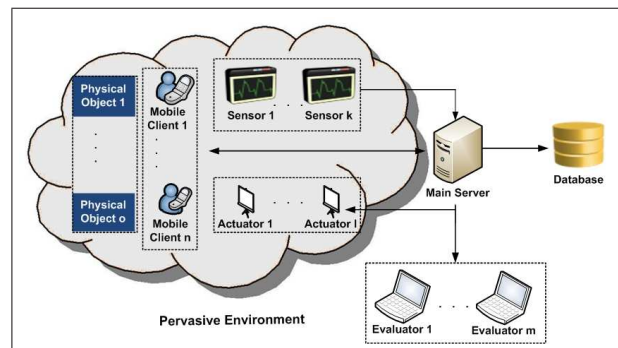 Physical
Object 1
Mobile
Client 1
Sensor 1
Sensor k
Main Server
Database
Physical
Object o
Mobile
Client n
Actuator 1
Actuator l
Pervasive Environment
Evaluator 1
Evaluator m